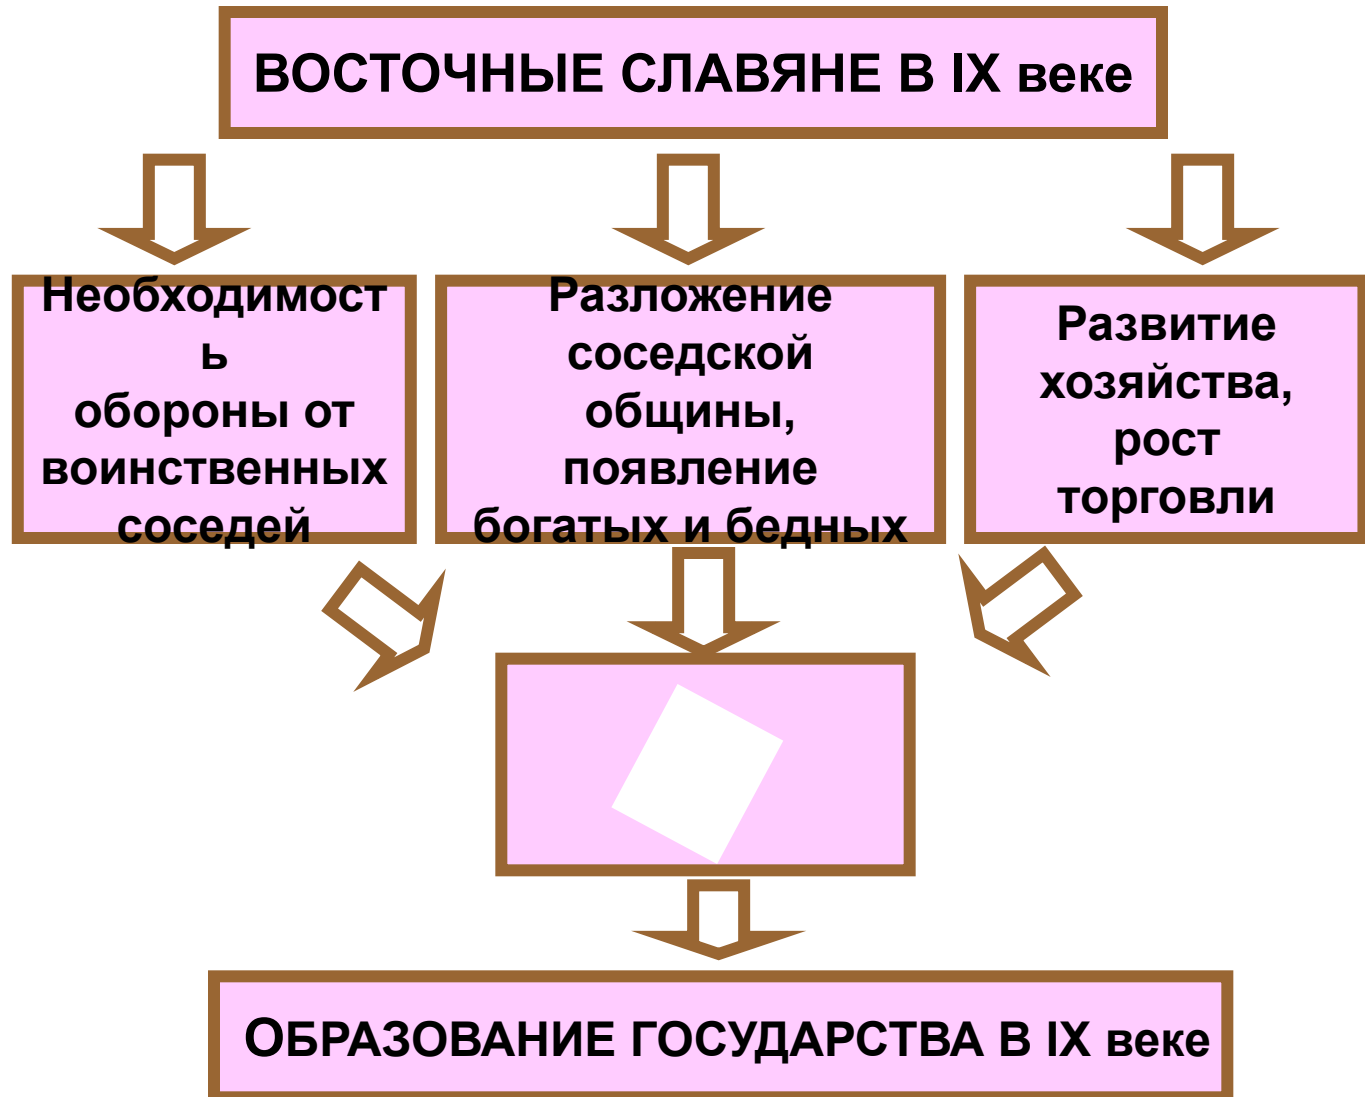 ВОСТОЧНЫЕ СЛАВЯНЕ В IX веке
Необходимост
ь
обороны от
воинственных
соседей
Разложение
соседской
общины,
появление
богатых и бедных
Развитие
хозяйства,
рост
торговли
ОБРАЗОВАНИЕ ГОСУДАРСТВА В IX веке